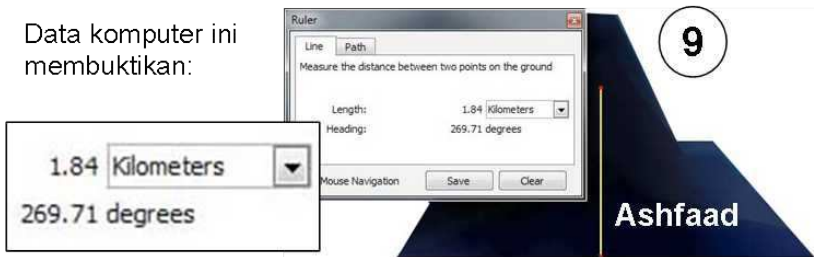 Data komputer ini
membuktikan:
Ruler
Line Path
Measure the distance between two points on the ground
Length: 1.84 Kilometers
Heading: 269.71 degrees
Mouse Navigation Save Clear
1.84 Kilometers
269.71 degrees
9
Ashfaad